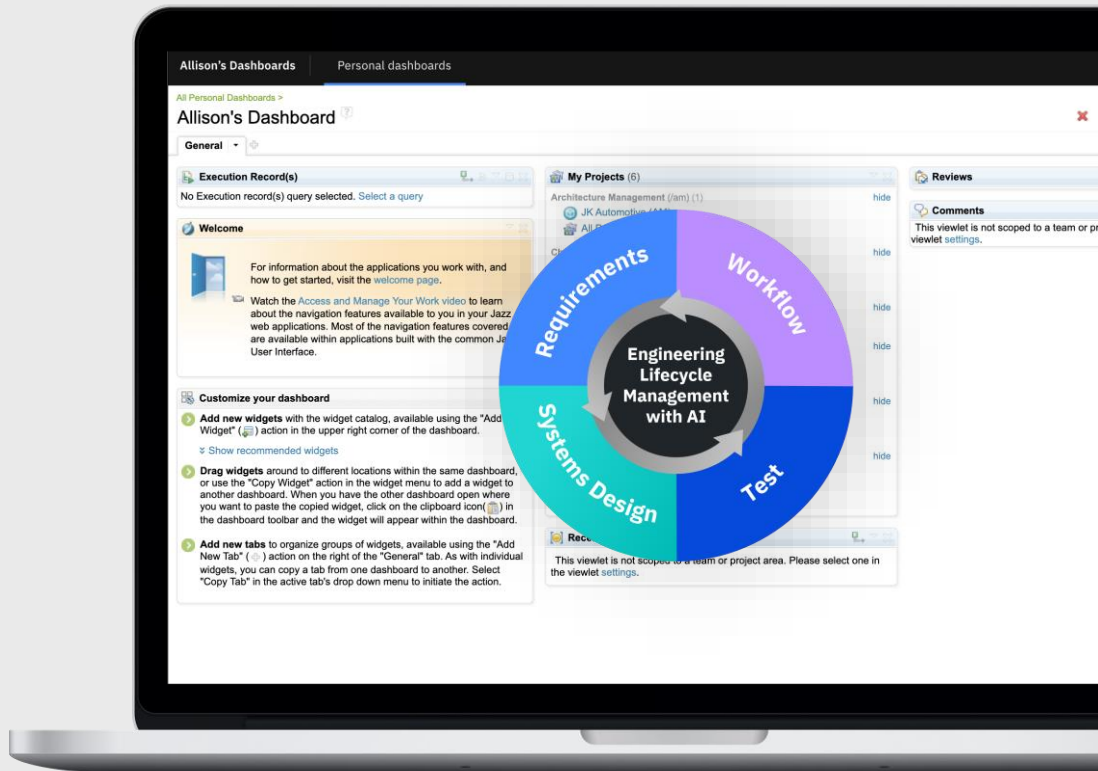 Allison's Dashboards
Personal dashboards
All Personal Dashboards >
Allison's Dashboard
General
Execution Record(s)
No Execution record(s) query selected. Select a query
Welcome
For information about the applications you work with, and
how to get started, visit the welcome page.
Watch the Access and Manage Your Work video to learn
about the navigation features available to you in your Jazz
web applications. Most of the navigation features covered
are available within applications built with the common
User Interface.
Customize your dashboard
Add new widgets with the widget catalog, available using the "Add
Widget" ( ) action in the upper right corner of the dashboard.
Show recommended widgets
Drag widgets around to different locations within the same dashboard,
or use the "Copy Widget" action in the widget menu to add a widget to
another dashboard. When you have the other dashboard open where
you want to paste the copied widget, click on the clipboard icon( ) in
the dashboard toolbar and the widget will appear within the dashboard.
Add new tabs to organize groups of widgets, available using the "Add
New Tab" ( ) action on the right of the "General" tab. As with individual
widgets, you can copy a tab from one dashboard to another. Select
"Copy Tab" in the active tab's drop down menu to initiate the action.
My Projects (6)
Architecture Management (/am) (1)
hide
JK Automotive
All
hide
hide
hide
hide
hide
Requirements
Workflow
Engineering
Lifecycle
Management
with AI
Systems Design
Test
This viewlet is not scoped to a team or project area. Please select one in
the viewlet settings.
Reviews
Comments
This viewlet is not scoped to a team or
viewlet settings.